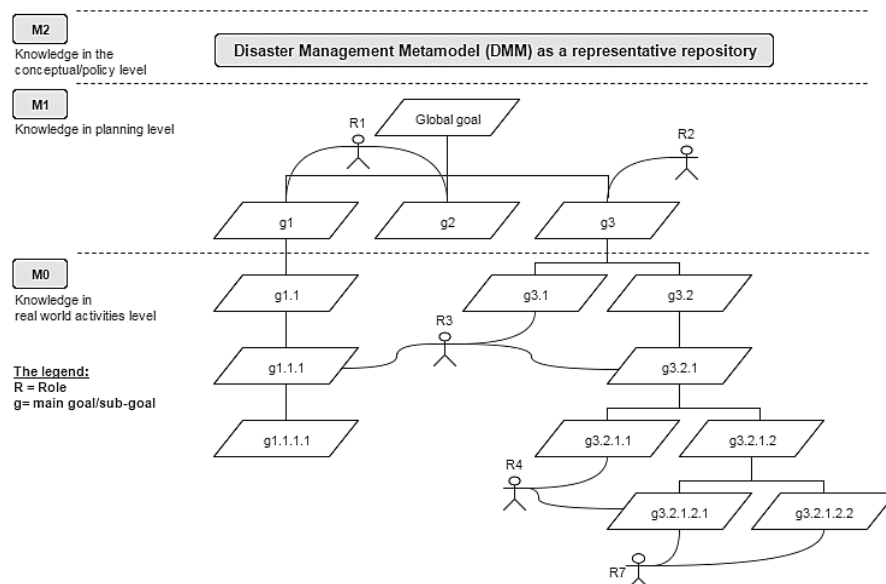 M2
Knowledge in the
conceptual/policy level
Disaster Management Metamodel (DMM) as a representative repository
M1
Knowledge in planning level
Global goal
R1
R2
g1
g2
g3
M0
Knowledge in
real world activities level
g1.1
g3.1
g3.2
R3
g1.1.1
g3.2.1
The legend:
R = Role
g= main goal/sub-goal
g1.1.1.1
g3.2.1.1
g3.2.1.2
R4
g3.2.1.2.1
g3.2.1.2.2
R7